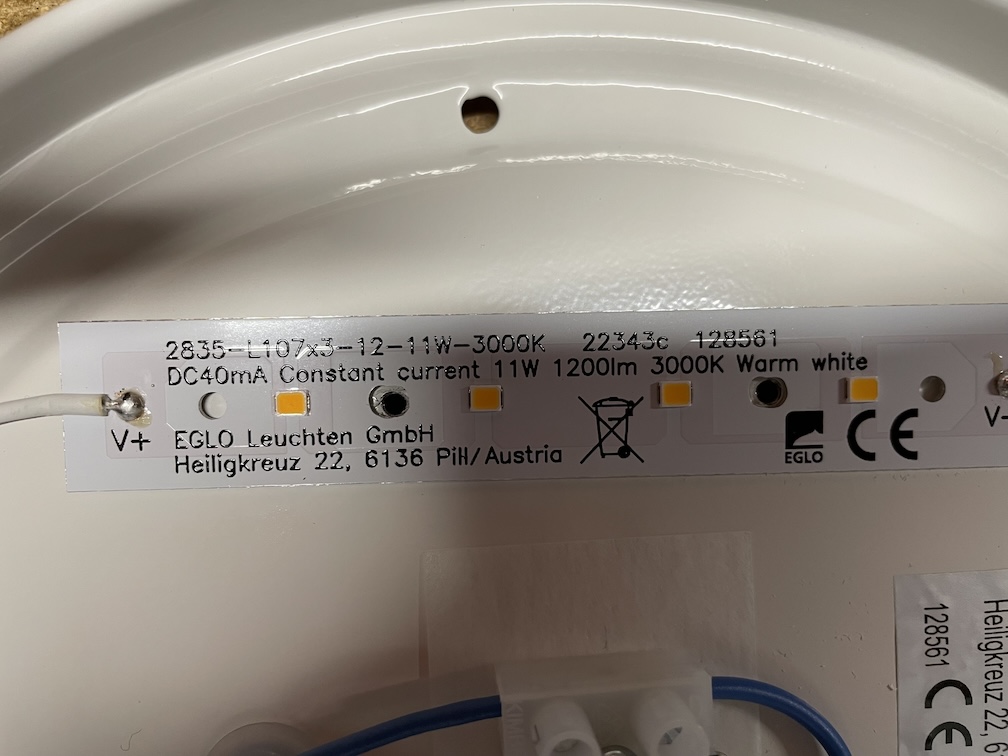 2835-L107x3-12-11W-3000K 22343c 128561
DC40mA Constant current 11W 1200lm 3000K Warm white
V+
EGLO Leuchten GmbH
Heiligkreuz 22, 6136 Pill/Austria
EGLO
CE
V-
Heiligkreuz 22,
128561
CE